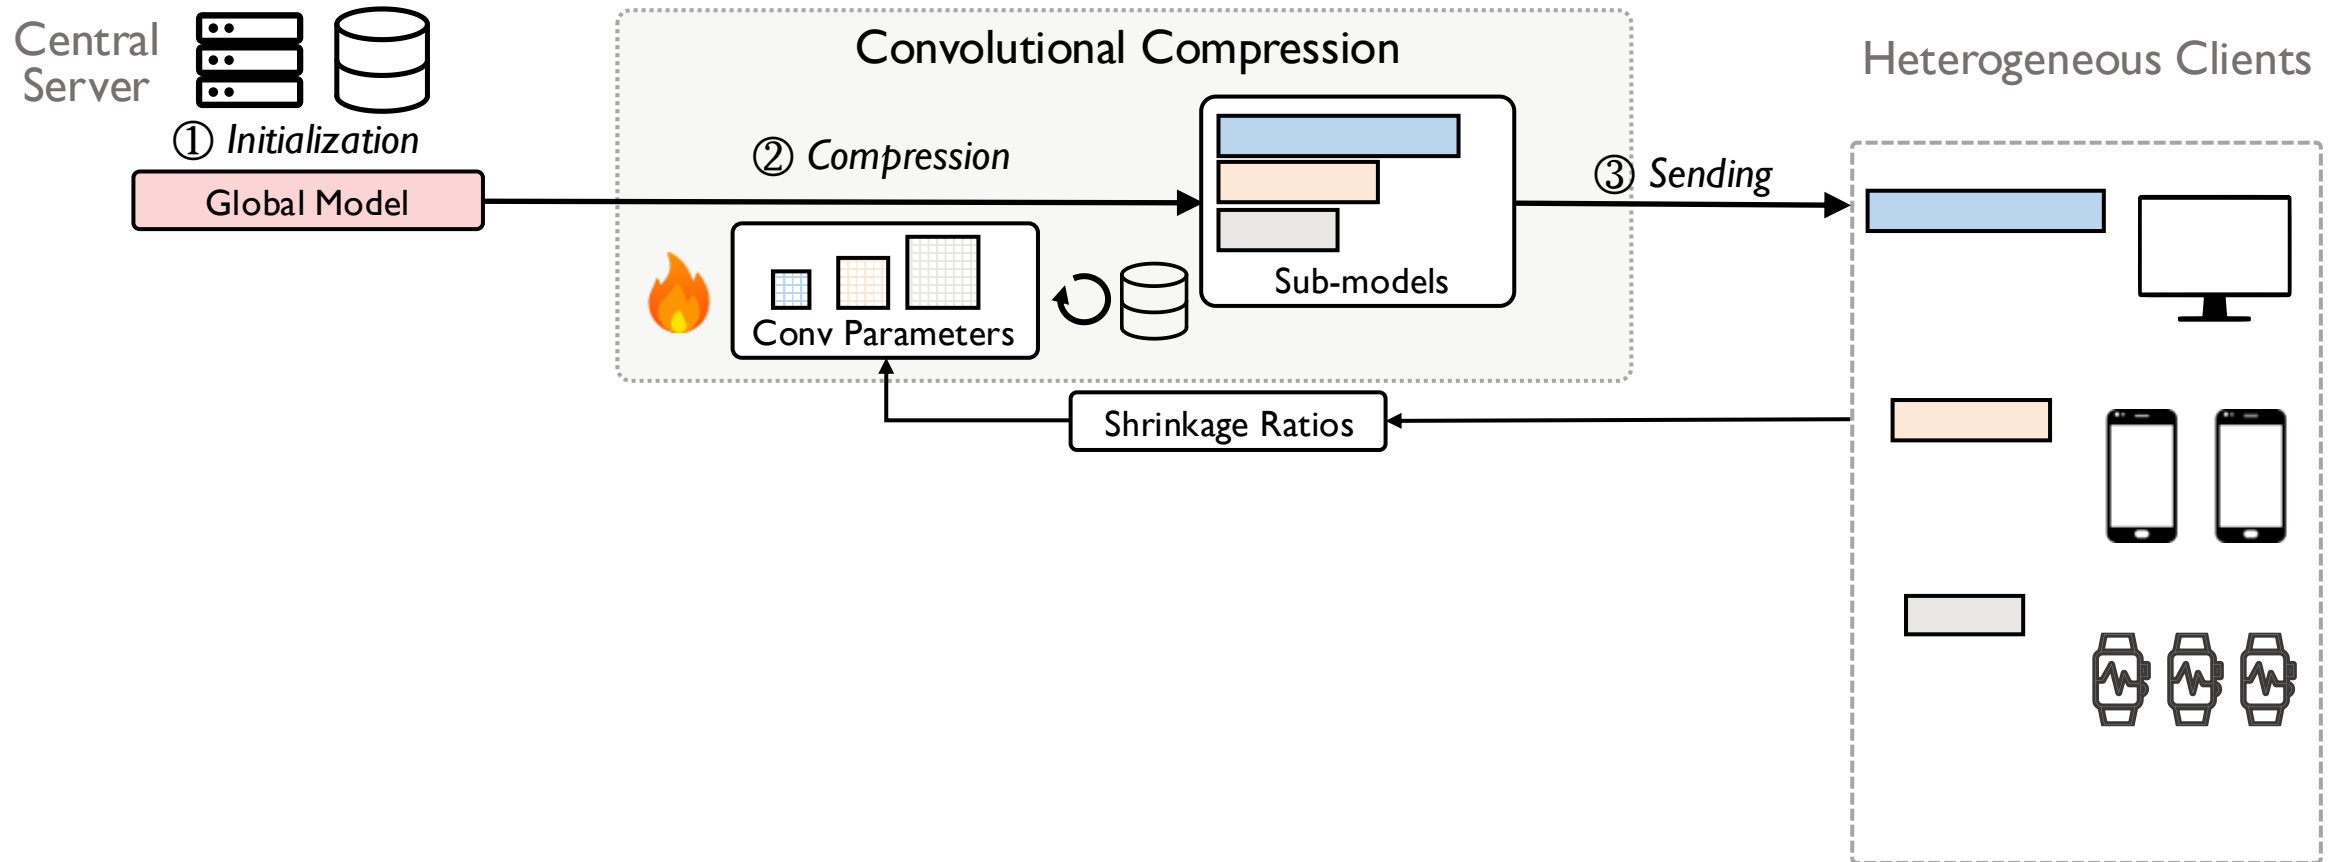 Central
Server
① Initialization
Global Model
Convolutional Compression
② Compression
Sub-models
Conv Parameters
③ Sending
Shrinkage Ratios
Heterogeneous Clients